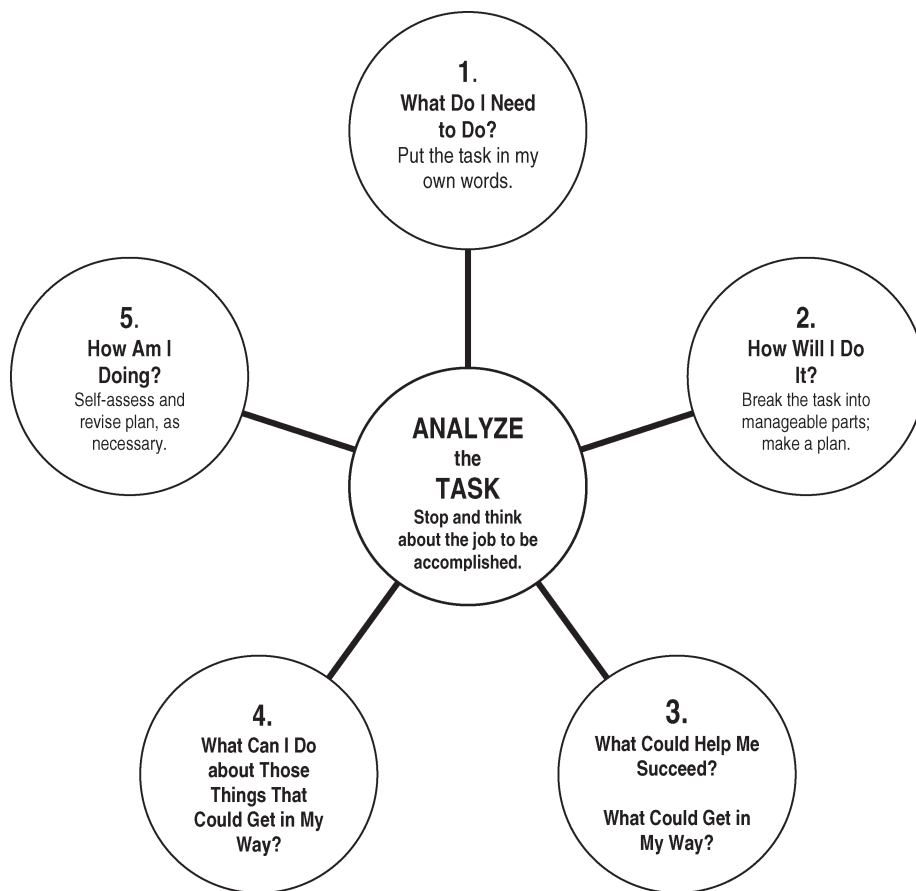 1.
What Do I Need
to Do?
Put the task in my
own words.
2.
How Will I Do
It?
Break the task into
manageable parts;
make a plan.
3.
What Could Help Me
Succeed?
What Could Get in
My Way?
4.
What Can I Do
about Those
Things That
Could Get in My
Way?
5.
How Am I
Doing?
Self-assess and
revise plan, as
necessary.
ANALYZE
the
TASK
Stop and think
about the job to be
accomplished.